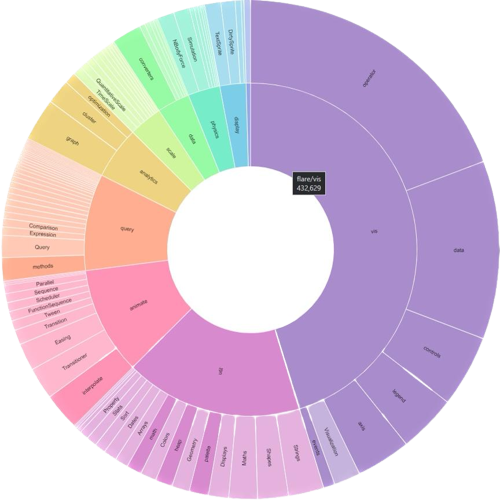 operator
data
controls
legend
axis
Visualization
events
Strings
Shapes
Maths
Displays
palette
Geometry
heap
Colors
math
Arrays
Dates
Sort
Stats
Property
interpolate
Transitioner
Easing
Transition
Tween
FunctionSequence
Scheduler
Sequence
Parallel
methods
Query
Expression
Comparison
graph
cluster
optimization
TimeScale
QuantitativeScale
converters
NBodyForce
Simulation
TextSprite
DirtySprite
vis
util
animate
query
analytics
scale
data
physics
display
flare/vis
432,629